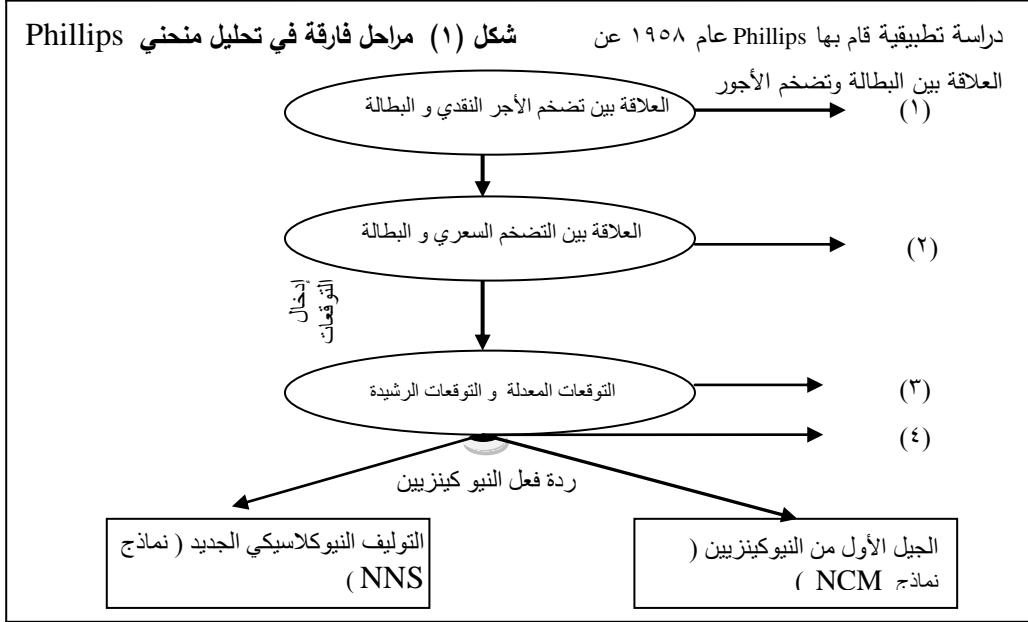 شكل (١) مراحل فارقة في تحليل منحني Phillips
دراسة تطبيقية قام بها Phillips عام ١٩٥٨ عن
العلاقة بين البطالة وتضخم الأجور
العلاقة بين تضخم الأجر النقدي و البطالة
(١)
العلاقة بين التضخم السعري و البطالة
(٢)
إدخال
التوقعات
التوقعات المعدلة و التوقعات الرشيدة
(٣)
(٤)
ردة فعل النيو كينزيين
الجيل الأول من النيوكينزيين (
نماذج NCM )
التوليف النيوكلاسيكي الجديد ( نماذج
NNS )